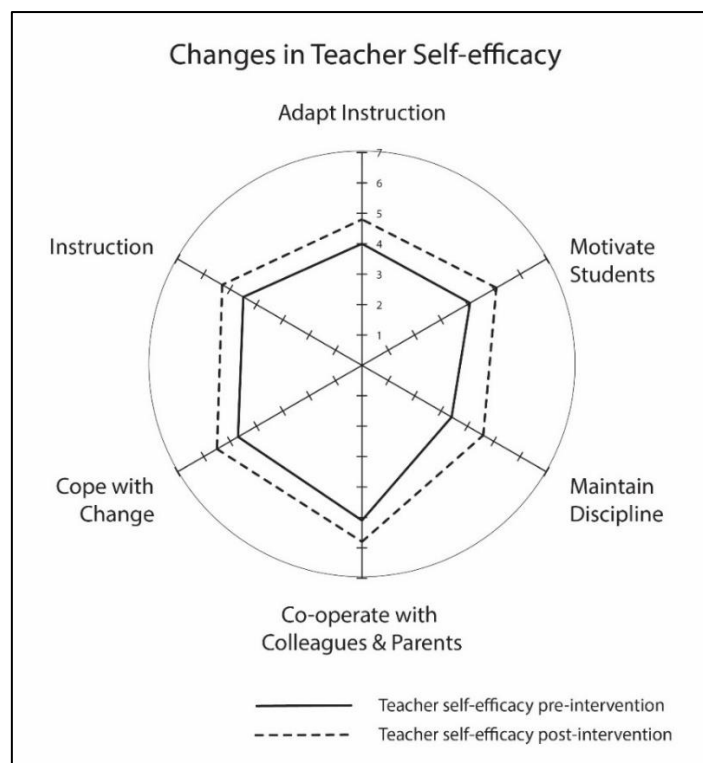 Changes in Teacher Self-efficacy
Adapt Instruction
7
6
5
4
3
2
1
Instruction
Motivate
Students
Cope with
Change
Maintain
Discipline
Co-operate with
Colleagues & Parents
Teacher self-efficacy pre-intervention
Teacher self-efficacy post-intervention